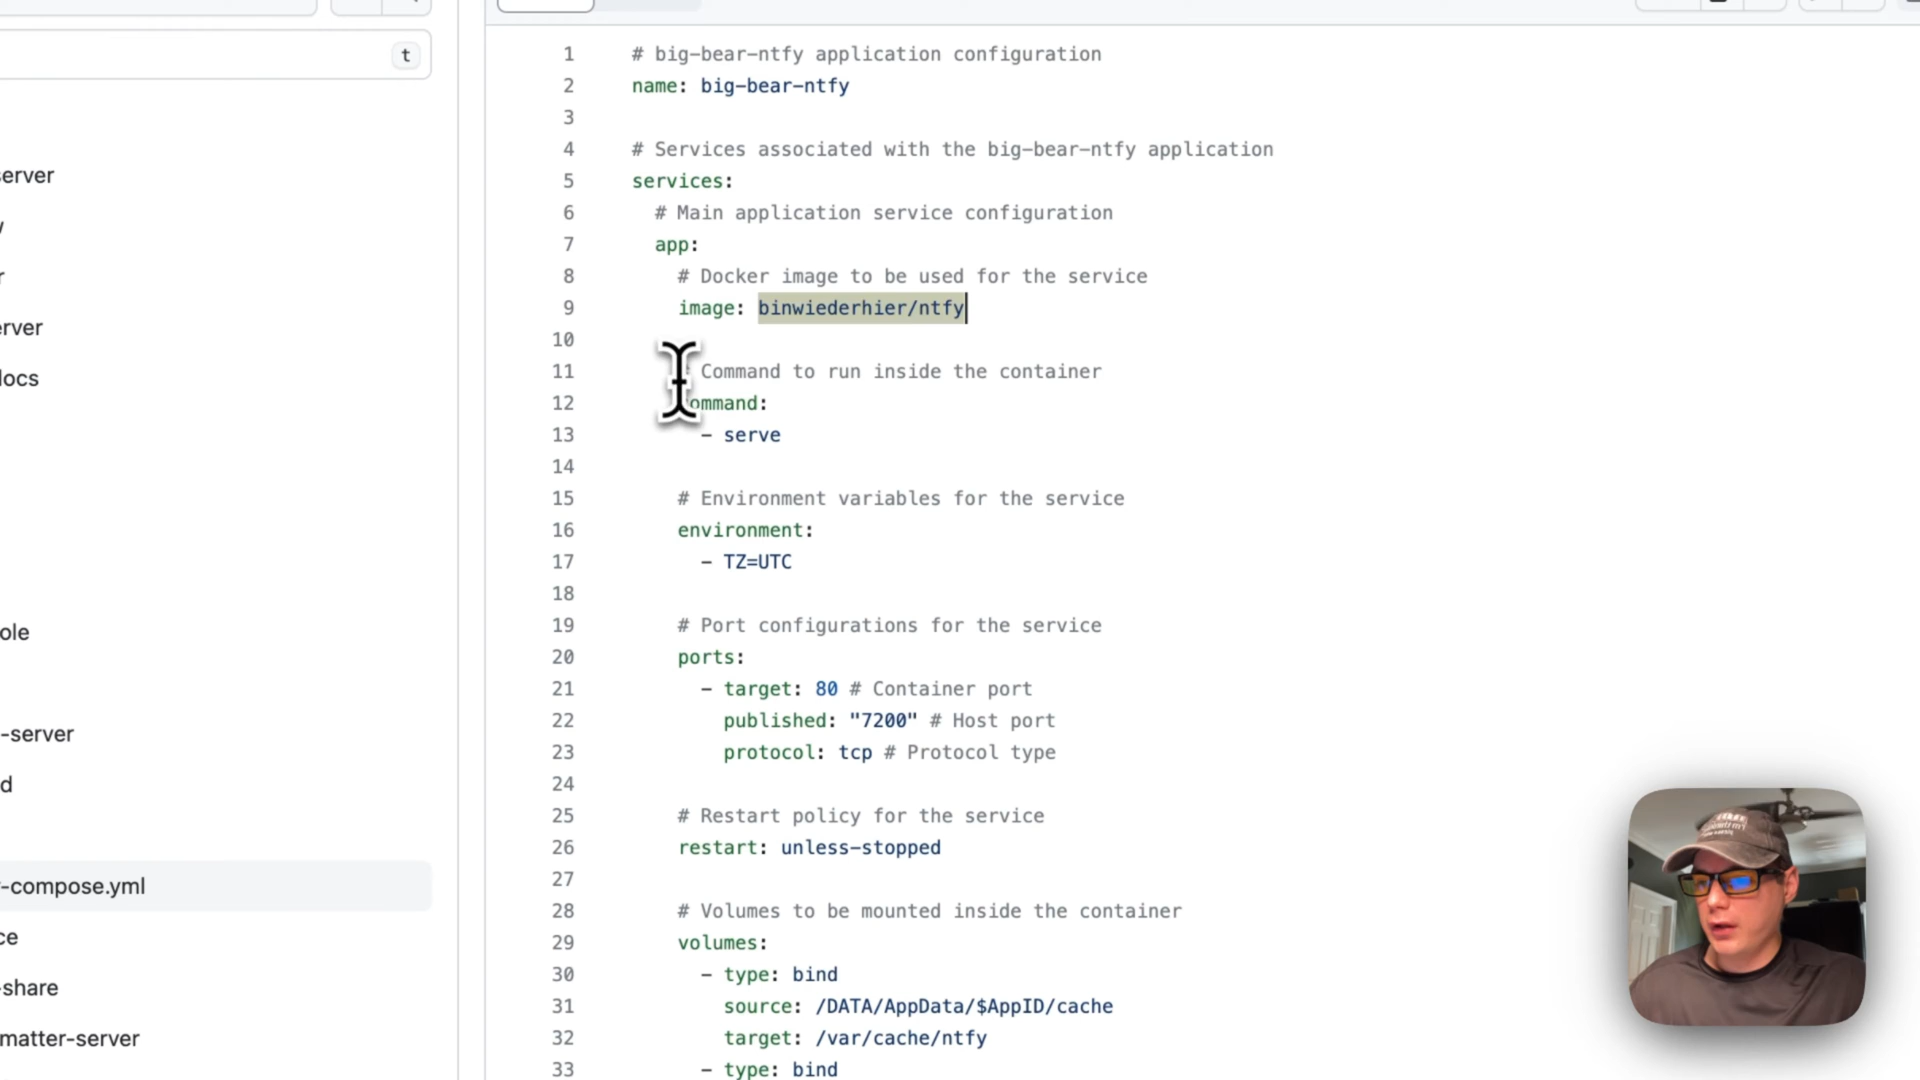 t
erver
r
erver
locs
ole
-server
d
-compose.yml
ce
-share
matter-server
1 # big-bear-ntfy application configuration
2 name: big-bear-ntfy
3
4 # Services associated with the big-bear-ntfy application
5 services:
6 # Main application service configuration
7 app:
8 # Docker image to be used for the service
9 image: binwiederhier/ntfy
10
11 Command to run inside the container
12 ommand:
13 - serve
14
15 # Environment variables for the service
16 environment:
17 - TZ=UTC
18
19 # Port configurations for the service
20 ports:
21 - target: 80 # Container port
22 published: "7200" # Host port
23 protocol: tcp # Protocol type
24
25 # Restart policy for the service
26 restart: unless-stopped
27
28 # Volumes to be mounted inside the container
29 volumes:
30 - type: bind
31 source: /DATA/AppData/$AppID/cache
32 target: /var/cache/ntfy
33 - type: bind